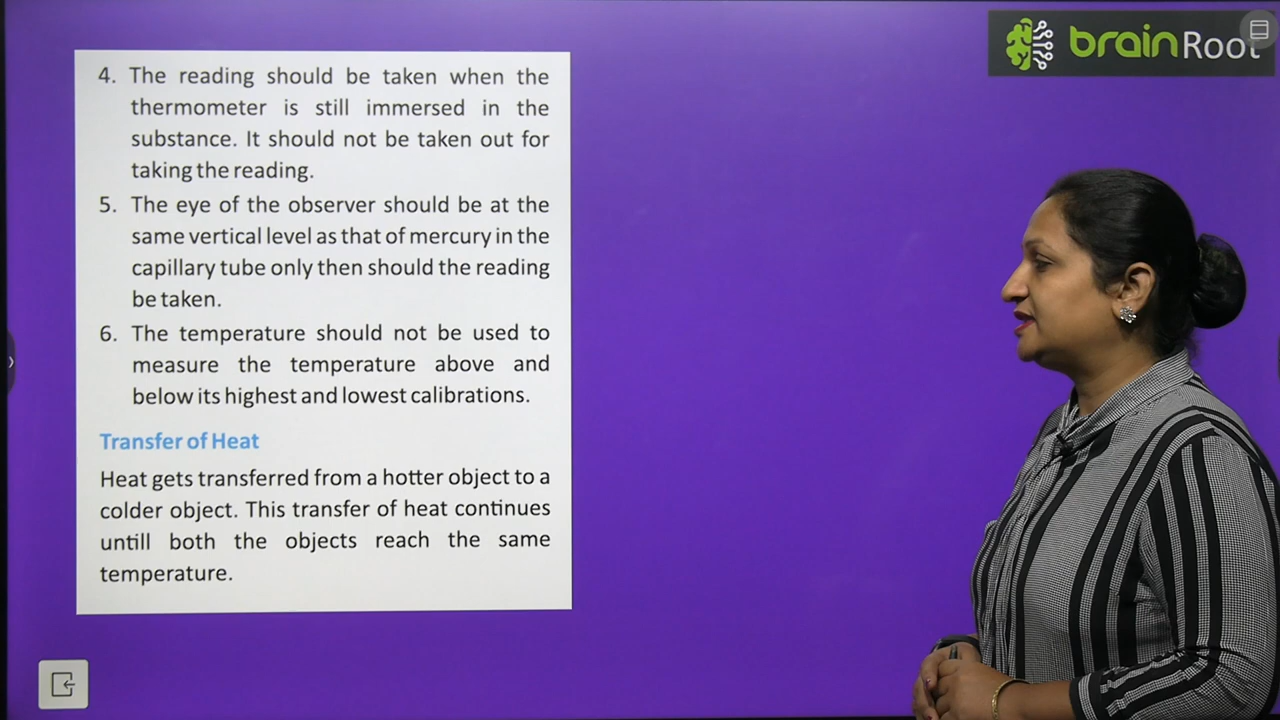 brainRoot
4. The reading should be taken when the
thermometer is still immersed in the
substance. It should not be taken out for
taking the reading.
5. The eye of the observer should be at the
same vertical level as that of mercury in the
capillary tube only then should the reading
be taken.
6. The temperature should not be used to
measure the temperature above and
below its highest and lowest calibrations.
Transfer of Heat
Heat gets transferred from a hotter object to a
colder object. This transfer of heat continues
untill both the objects reach the same
temperature.